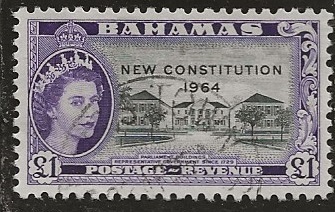 BAHAMAS
NEW CONSTITUTION
1964
PARLIAMENT BUILDINGS
REPRESENTATIVE GOVERNMENT SINCE 1729
£1 £1
POSTAGE REVENUE